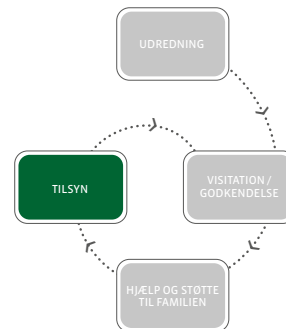 UDREDNING
TILSYN
VISITATION /
GODKENDELSE
HJÆLP OG STØTTE
TIL FAMILIEN